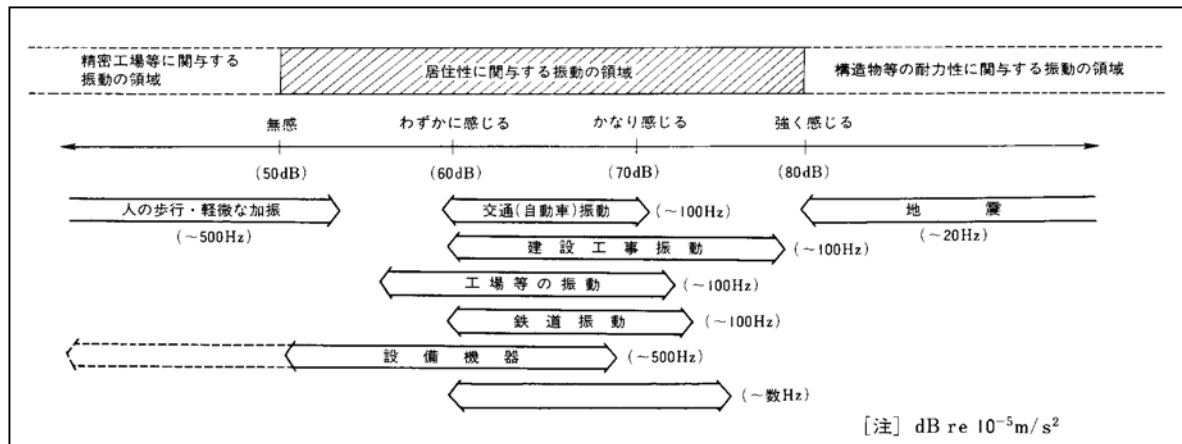 精密工場等に関与する
振動の領域
居住性に関与する振動の領域
構造物等の耐力性に関与する振動の領域
無感
わずかに感じる
かなり感じる
強く感じる
(50dB)
(60dB)
(70dB)
(80dB)
人の歩行・軽微な加振
(～500Hz)
交通(自動車)振動
(～100Hz)
地震
(～20Hz)
建設工事振動
(～100Hz)
工場等の振動
(～100Hz)
鉄道振動
(～100Hz)
設備機器
(～500Hz)
(～数Hz)
[注] dB re 10⁻⁵m/s²